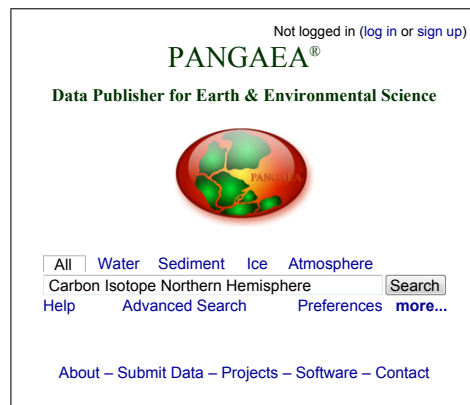 Not logged in (log in or sign up)
PANGAEA®
Data Publisher for Earth & Environmental Science
PANGAEA
All Water Sediment Ice Atmosphere
Carbon Isotope Northern Hemisphere Search
Help Advanced Search Preferences more...
About – Submit Data – Projects – Software – Contact